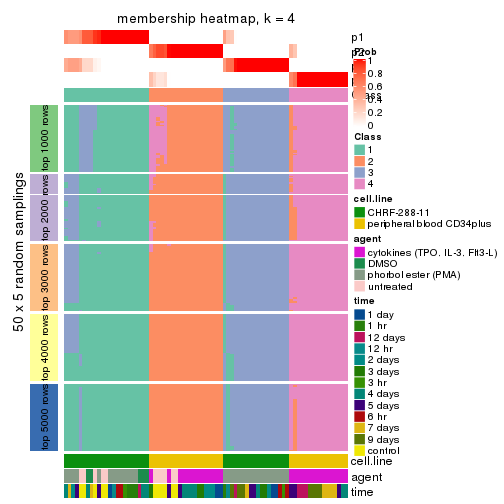 membership heatmap, k = 4
p1
p2
Prob
1
0.8
0.6
0.4
0.2
0
Class
1
2
3
4
cell.line
CHRF-288-11
peripheral blood CD34plus
agent
cytokines (TPO, IL-3, Flt3-L)
DMSO
phorbol ester (PMA)
untreated
time
1 day
1 hr
12 days
12 hr
2 days
3 days
3 hr
4 days
5 days
6 hr
7 days
9 days
control
50 x 5 random samplings
top 1000 rows
top 2000 rows
top 3000 rows
top 4000 rows
top 5000 rows
cell.line
agent
time